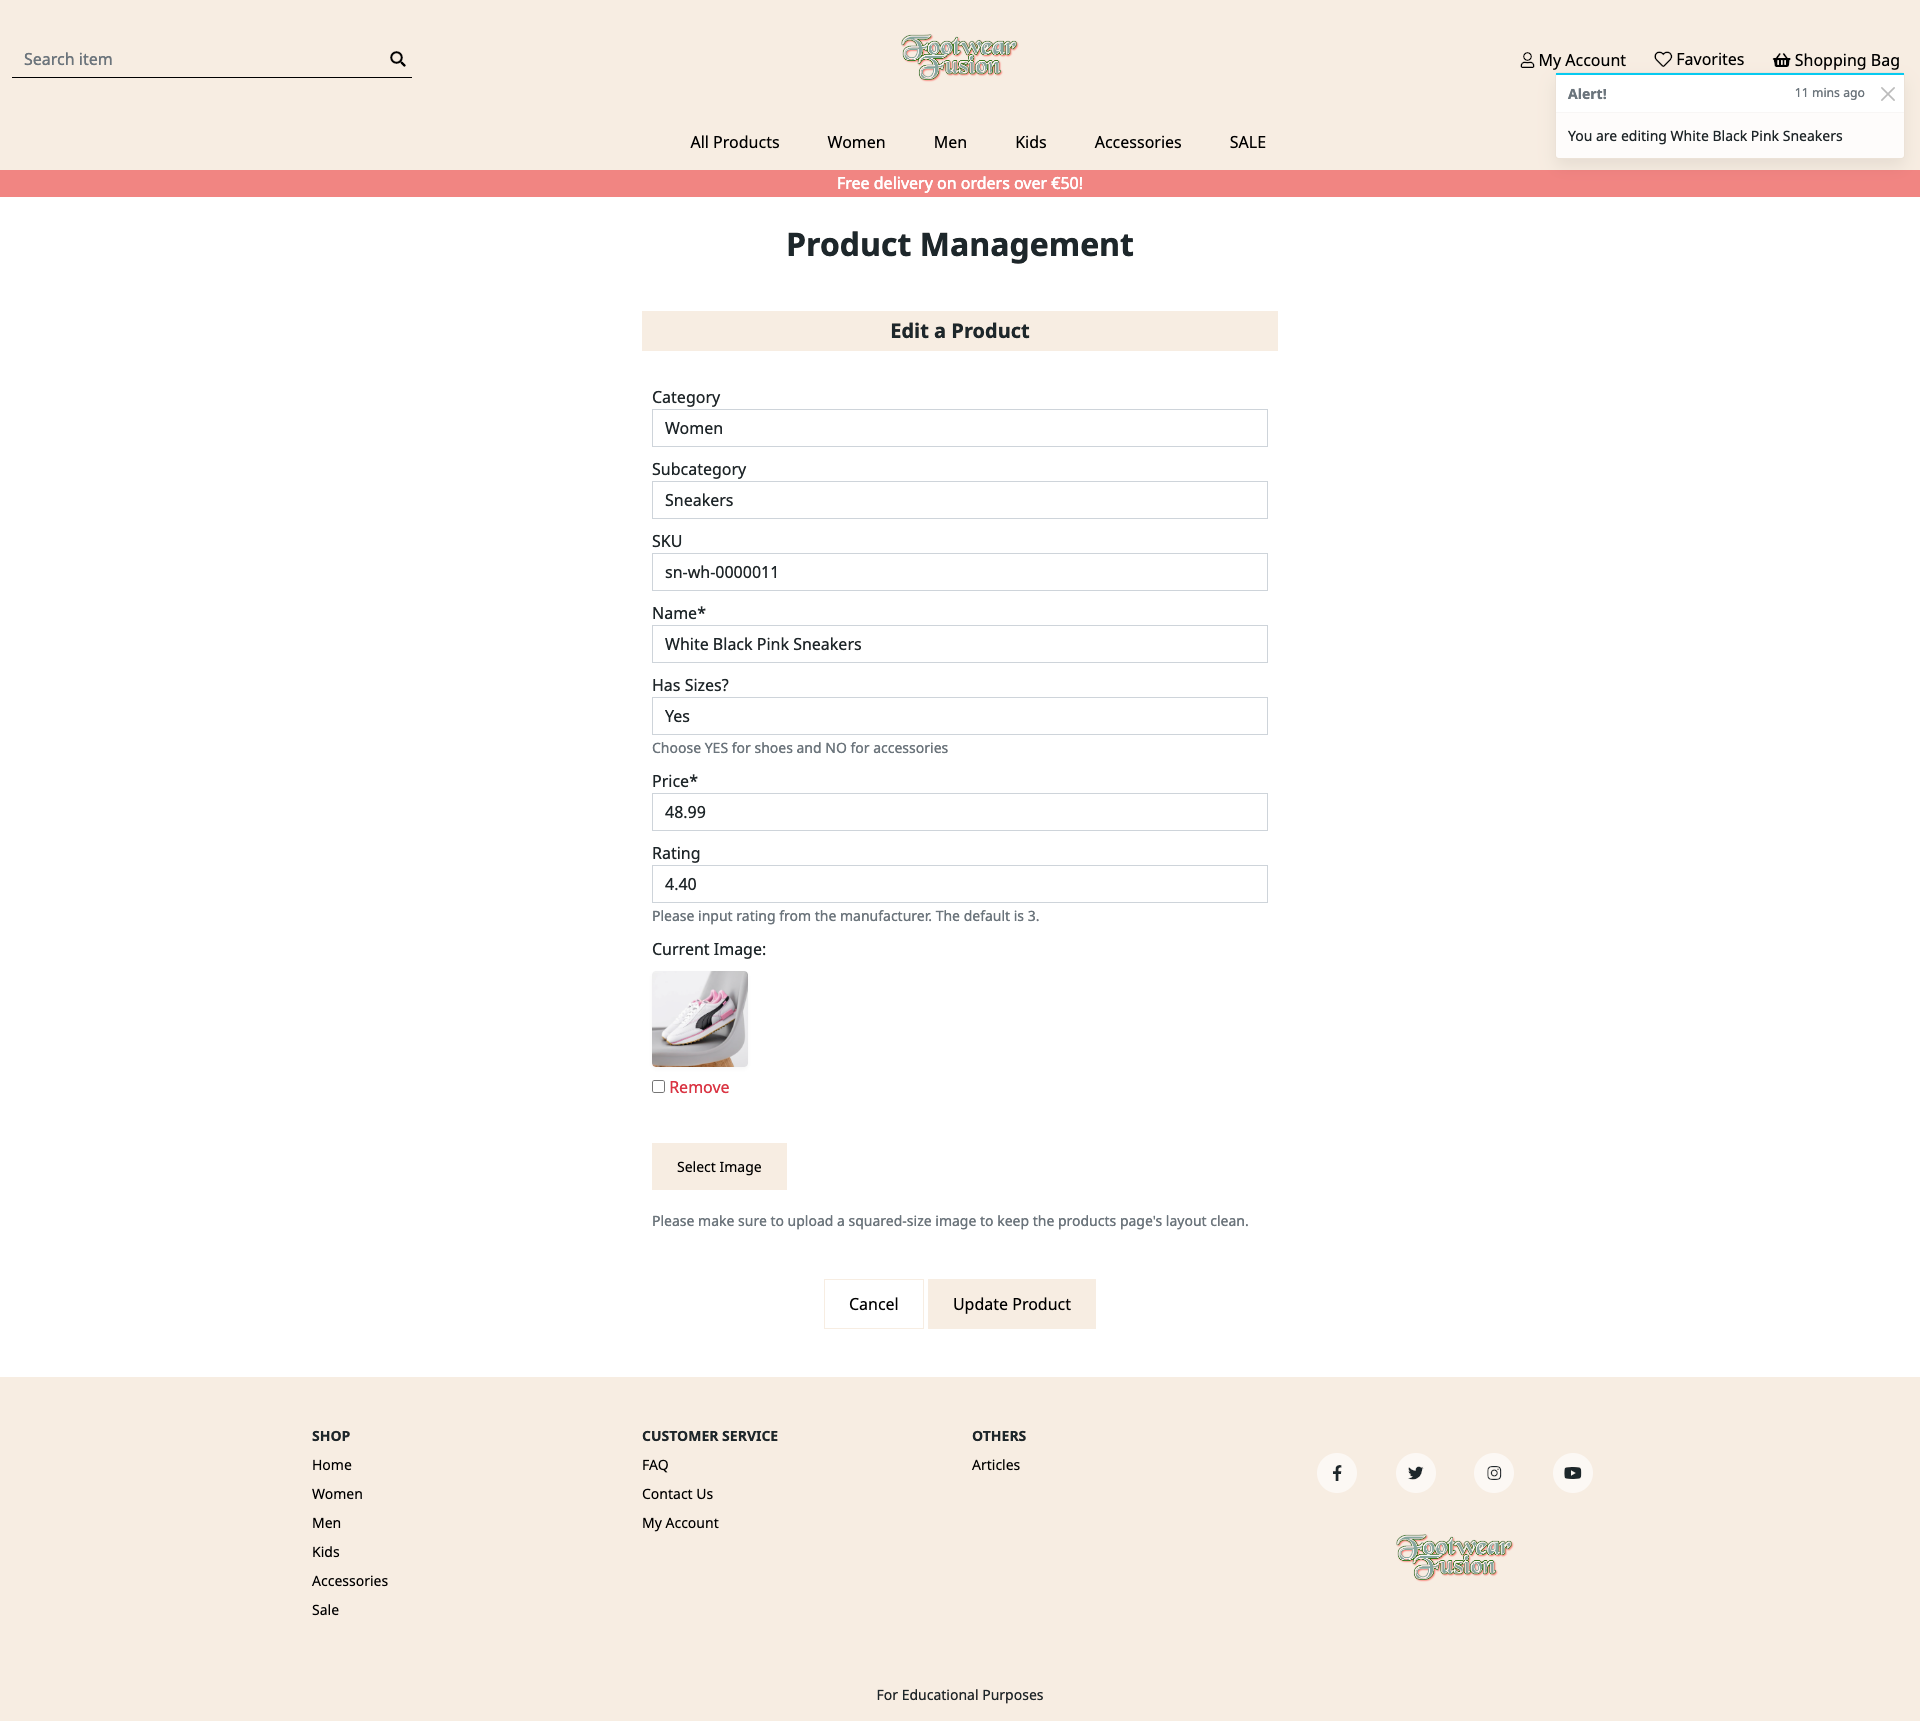 Search item
Footwear
Fusion
My Account
Favorites
Shopping Bag
Alert!
11 mins ago
You are editing White Black Pink Sneakers
All Products
Women
Men
Kids
Accessories
SALE
Free delivery on orders over €50!
Product Management
Edit a Product
Category
Women
Subcategory
Sneakers
SKU
sn-wh-0000011
Name*
White Black Pink Sneakers
Has Sizes?
Yes
Choose YES for shoes and NO for accessories
Price*
48.99
Rating
4.40
Please input rating from the manufacturer. The default is 3.
Current Image:
Remove
Select Image
Please make sure to upload a squared-size image to keep the products page's layout clean.
Cancel
Update Product
SHOP
Home
Women
Men
Kids
Accessories
Sale
CUSTOMER SERVICE
FAQ
Contact Us
My Account
OTHERS
Articles
Footwear
Fusion
For Educational Purposes